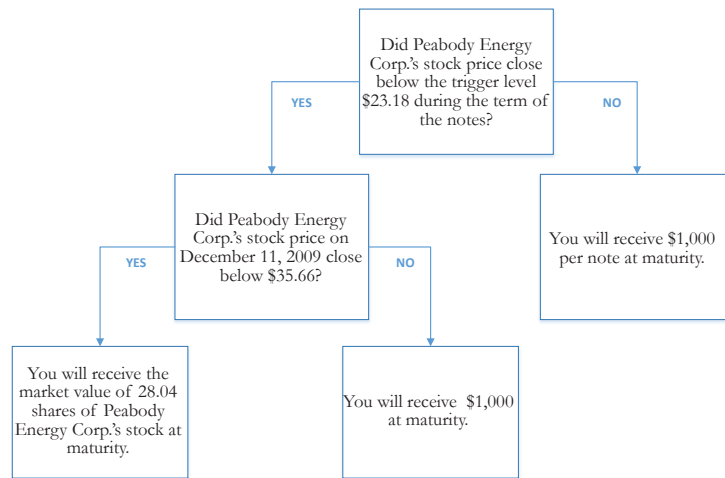 Did Peabody Energy
Corp.'s stock price close
below the trigger level
$23.18 during the term of
the notes?
YES
NO
Did Peabody Energy
Corp.'s stock price on
December 11, 2009 close
below $35.66?
You will receive $1,000
per note at maturity.
YES
NO
You will receive the
market value of 28.04
shares of Peabody
Energy Corp.'s stock at
maturity.
You will receive $1,000
at maturity.